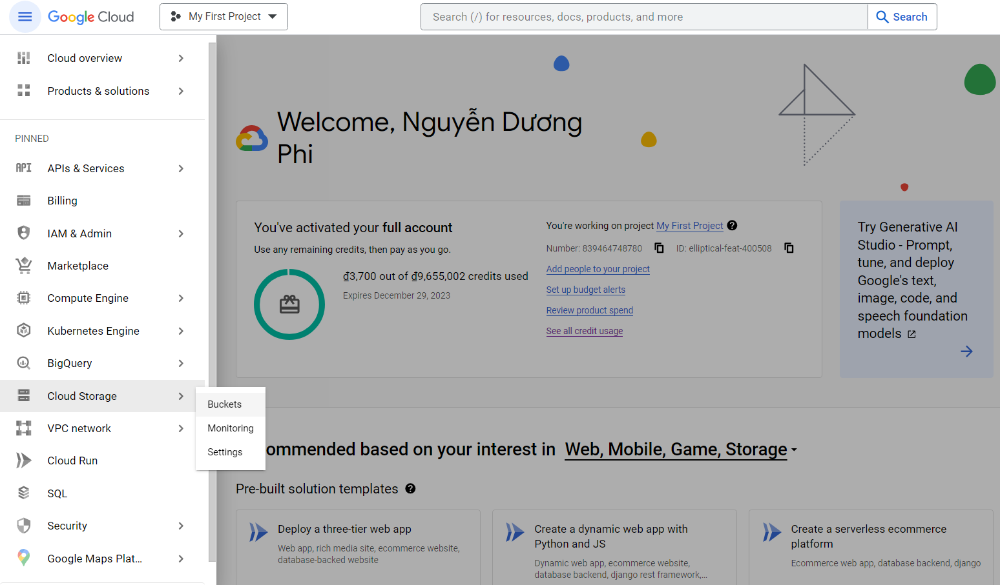 Google Cloud
My First Project
Search (/) for resources, docs, products, and more
Search
Cloud overview
Products & solutions
PINNED
API
APIs & Services
Billing
IAM & Admin
Marketplace
Compute Engine
Kubernetes Engine
BigQuery
Cloud Storage
VPC network
Cloud Run
SQL
Security
Google Maps Plat...
Buckets
Monitoring
Settings
Welcome, Nguyễn Dương
Phi
You've activated your full account
Use any remaining credits, then pay as you go.
₫3,700 out of ₫9,655,002 credits used
Expires December 29, 2023
You're working on project My First Project
Number: 839464748780 ID: elliptical-feat-400508
Add people to your project
Set up budget alerts
Review product spend
See all credit usage
Try Generative AI
Studio - Prompt,
tune, and deploy
Google's text,
image, code, and
speech foundation
models
ommended based on your interest in Web, Mobile, Game, Storage
Pre-built solution templates
Deploy a three-tier web app
Web app, rich media site, ecommerce website,
database-backed website
Create a dynamic web app with
Python and JS
Dynamic web app, ecommerce website,
database backend, django rest framework,...
Create a serverless ecommerce
platform
Ecommerce web app, database backend, django